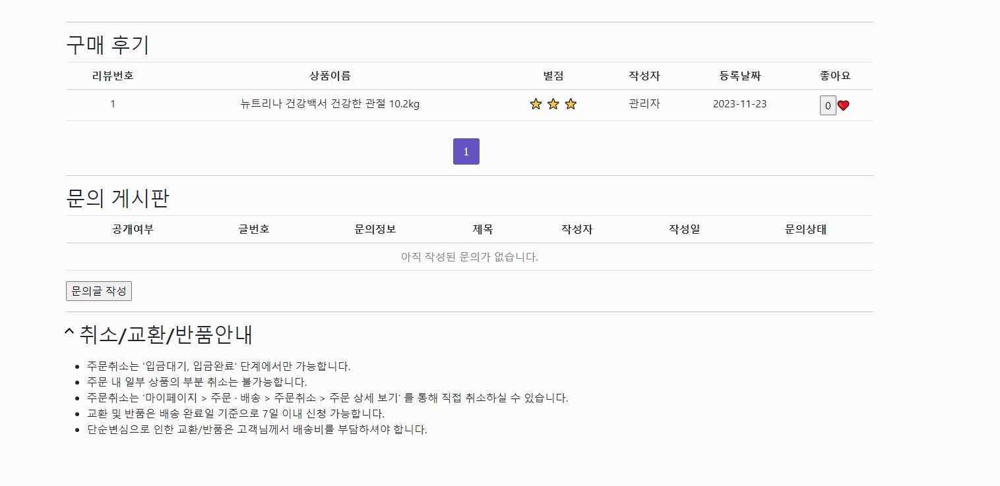 구매 후기
리뷰번호 상품이름 별점 작성자 등록날짜 좋아요
1 뉴트리나 건강백서 건강한 관절 10.2kg 관리자 2023-11-23 0
1
문의 게시판
공개여부 글번호 문의정보 제목 작성자 작성일 문의상태
아직 작성된 문의가 없습니다.
문의글 작성
취소/교환/반품안내
주문취소는 '입금대기, 입금완료' 단계에서만 가능합니다.
주문 내 일부 상품의 부분 취소는 불가능합니다.
주문취소는 '마이페이지 > 주문 · 배송 > 주문취소 > 주문 상세 보기' 를 통해 직접 취소하실 수 있습니다.
교환 및 반품은 배송 완료일 기준으로 7일 이내 신청 가능합니다.
단순변심으로 인한 교환/반품은 고객님께서 배송비를 부담하셔야 합니다.